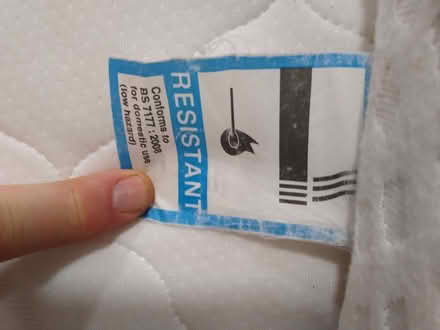 RESISTANT
Conforms to
BS 7177 : 2008
for domestic use
(low hazard)